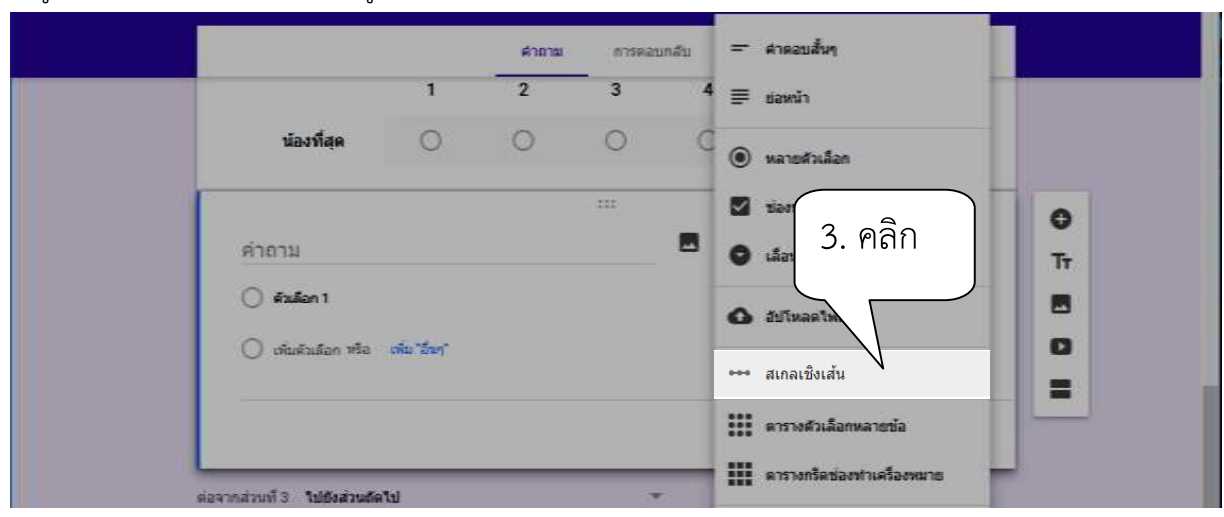 คำถาม
การตอบกลับ
1 2 3 4
น้องที่สุด
คำถาม
ตัวเลือก 1
เพิ่มตัวเลือก หรือ เพิ่ม "อื่นๆ"
ต่อจากส่วนที่ 3 ไปยังส่วนถัดไป
คำตอบสั้นๆ
ย่อหน้า
หลายตัวเลือก
3. คลิก
สเกลเชิงเส้น
ตารางตัวเลือกหลายข้อ
ตารางกริดช่องทำเครื่องหมาย
Tт